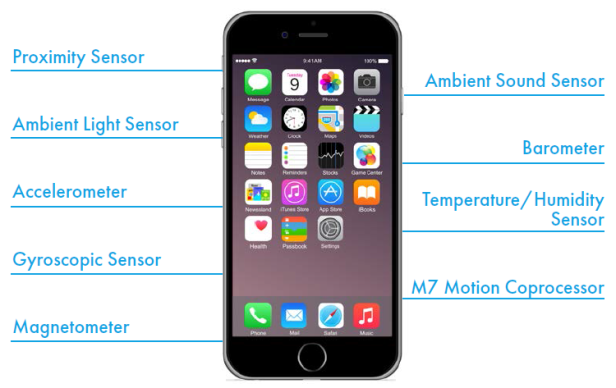 Proximity Sensor
Ambient Light Sensor
Accelerometer
Gyroscopic Sensor
Magnetometer
9:41 AM 100%
Tuesday
9
Message Calendar Photos Camera
Weather Clock Maps Videos
Notes Reminders Stocks Game Center
Newsstand iTunes Store App Store iBooks
Health Passbook Settings
Phone Mail Safari Music
Ambient Sound Sensor
Barometer
Temperature/Humidity
Sensor
M7 Motion Coprocessor